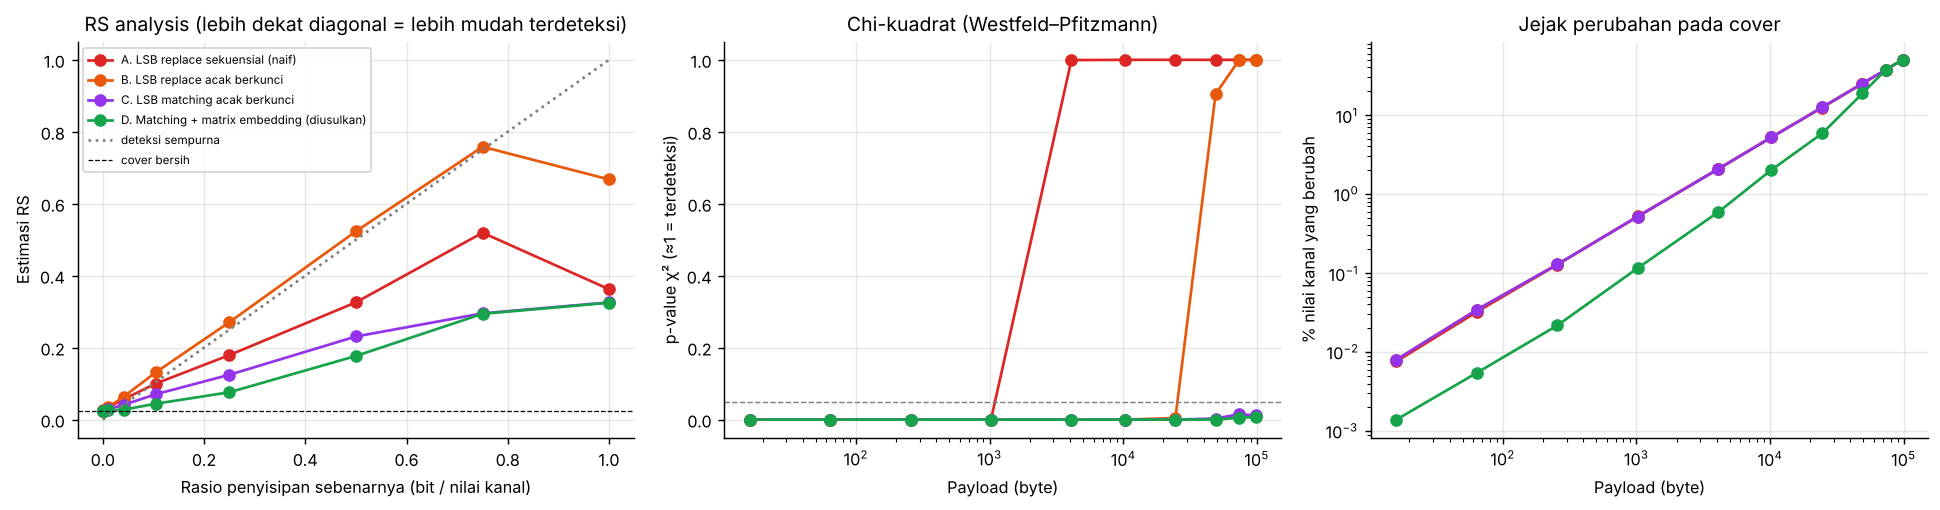 RS analysis (lebih dekat diagonal = lebih mudah terdeteksi)
A. LSB replace sekuensial (naif)
B. LSB replace acak berkunci
C. LSB matching acak berkunci
D. Matching + matrix embedding (diusulkan)
deteksi sempurna
cover bersih
Estimasi RS
1.0
0.8
0.6
0.4
0.2
0.0
0.0 0.2 0.4 0.6 0.8 1.0
Rasio penyisipan sebenarnya (bit / nilai kanal)
Chi-kuadrat (Westfeld–Pfitzmann)
p-value χ² (≈1 = terdeteksi)
1.0
0.8
0.6
0.4
0.2
0.0
10² 10³ 10⁴ 10⁵
Payload (byte)
Jejak perubahan pada cover
% nilai kanal yang berubah
10¹
10⁰
10⁻¹
10⁻²
10⁻³
10² 10³ 10⁴ 10⁵
Payload (byte)